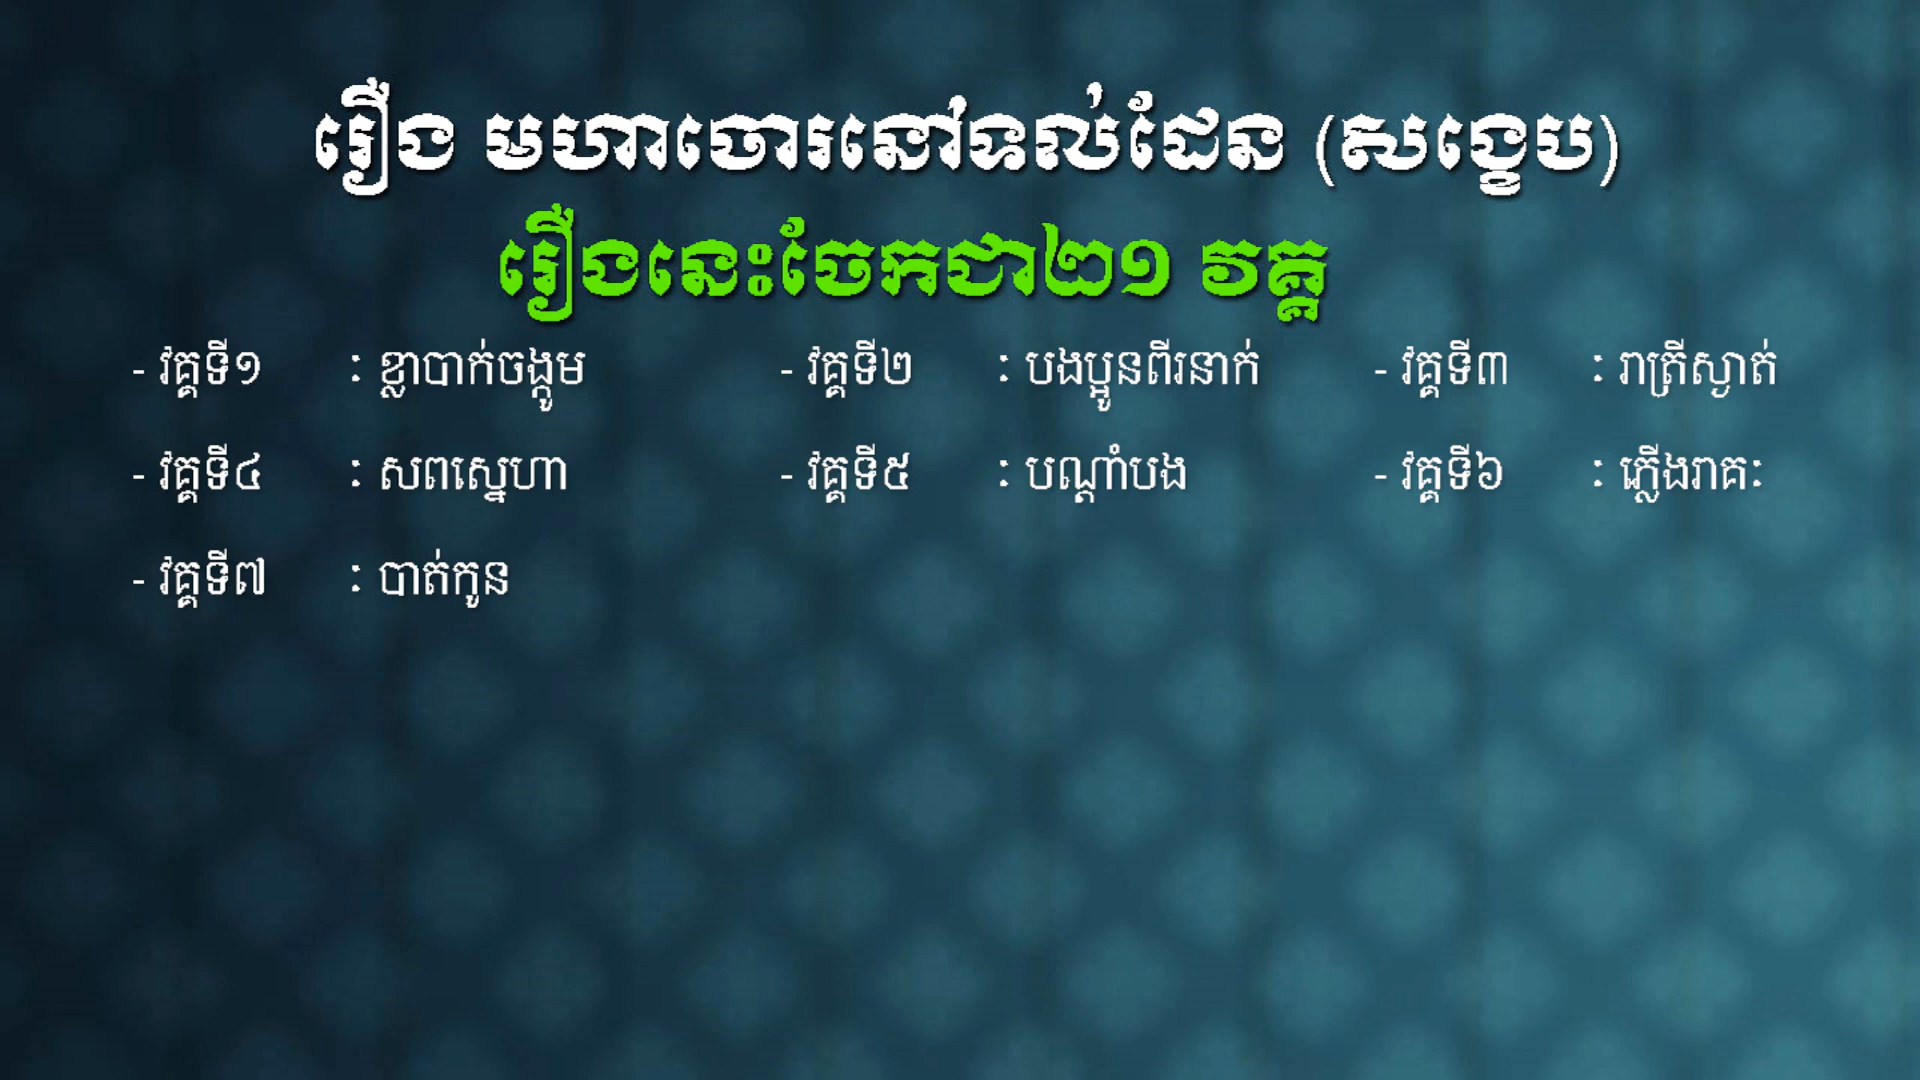 រឿង មហាចោរនៅទល់ដែន (សង្ខេប)
រឿងនេះចែកជា២១ វគ្គ
- វគ្គទី១ : ខ្លាបាក់ចង្កូម - វគ្គទី២ : បងប្អូនពីរនាក់ - វគ្គទី៣ : រាត្រីស្ងាត់
- វគ្គទី៤ : សពស្នេហា - វគ្គទី៥ : បណ្ដាំបង - វគ្គទី៦ : ភ្លើងរាគៈ
- វគ្គទី៧ : បាត់កូន